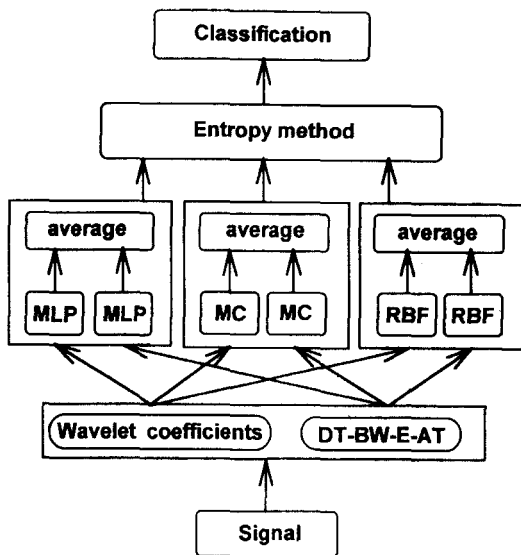 Classification
Entropy method
average average average
MLP MLP MC MC RBF RBF
Wavelet coefficients DT-BW-E-AT
Signal